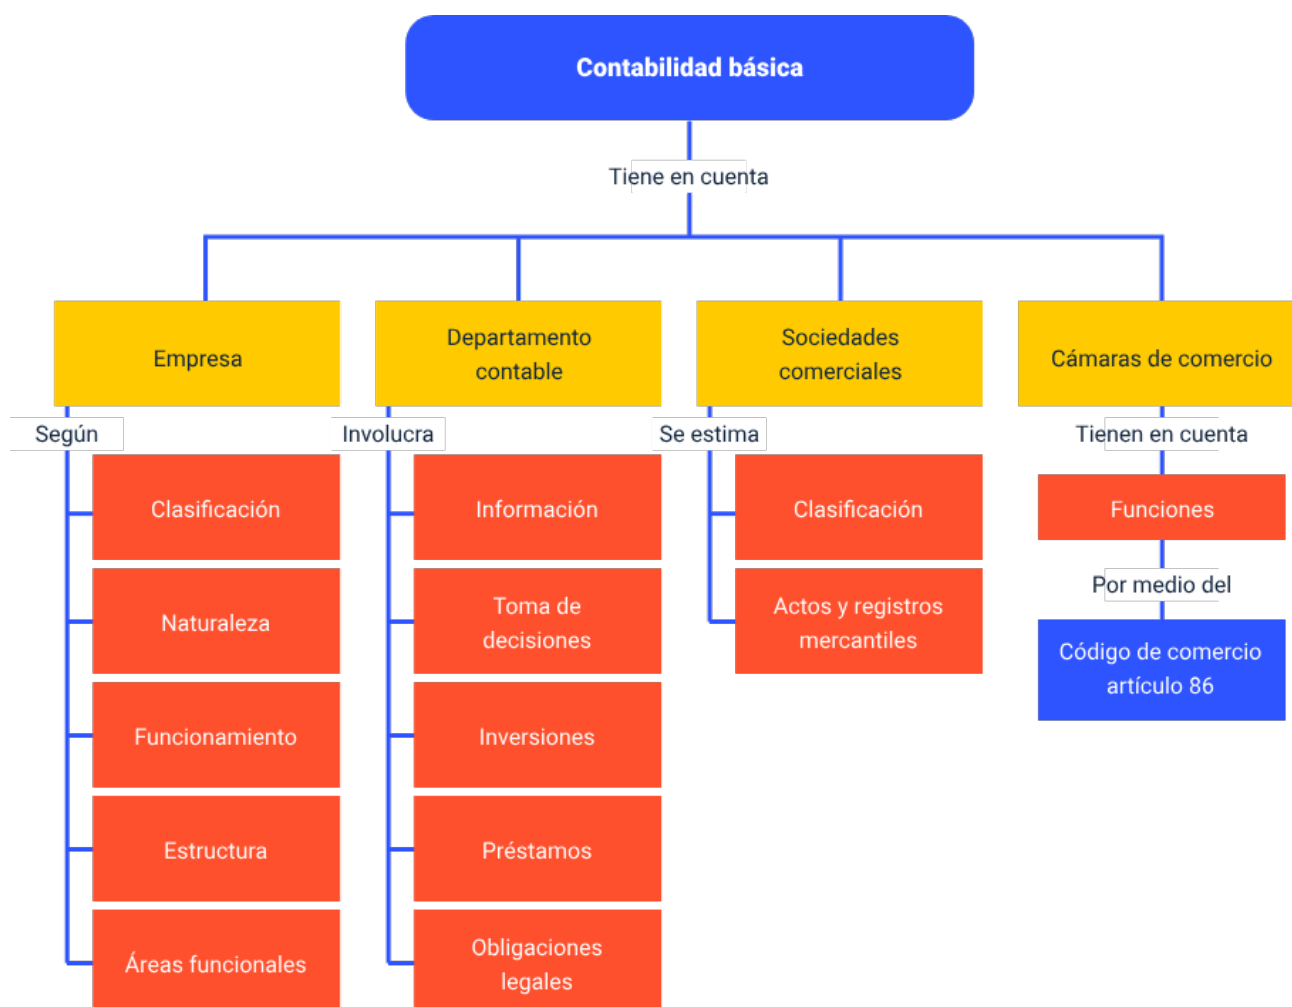 Contabilidad básica
Tiene en cuenta
Empresa
Departamento
contable
Sociedades
comerciales
Cámaras de comercio
Según
Involucra
Se estima
Tienen en cuenta
Clasificación
Naturaleza
Funcionamiento
Estructura
Áreas funcionales
Información
Toma de
decisiones
Inversiones
Préstamos
Obligaciones
legales
Clasificación
Actos y registros
mercantiles
Funciones
Por medio del
Código de comercio
artículo 86